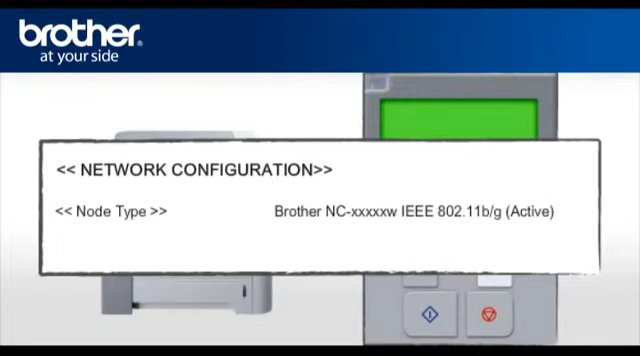 brother
at your side
<< NETWORK CONFIGURATION>>
<< Node Type >> Brother NC-xxxxxw IEEE 802.11b/g (Active)